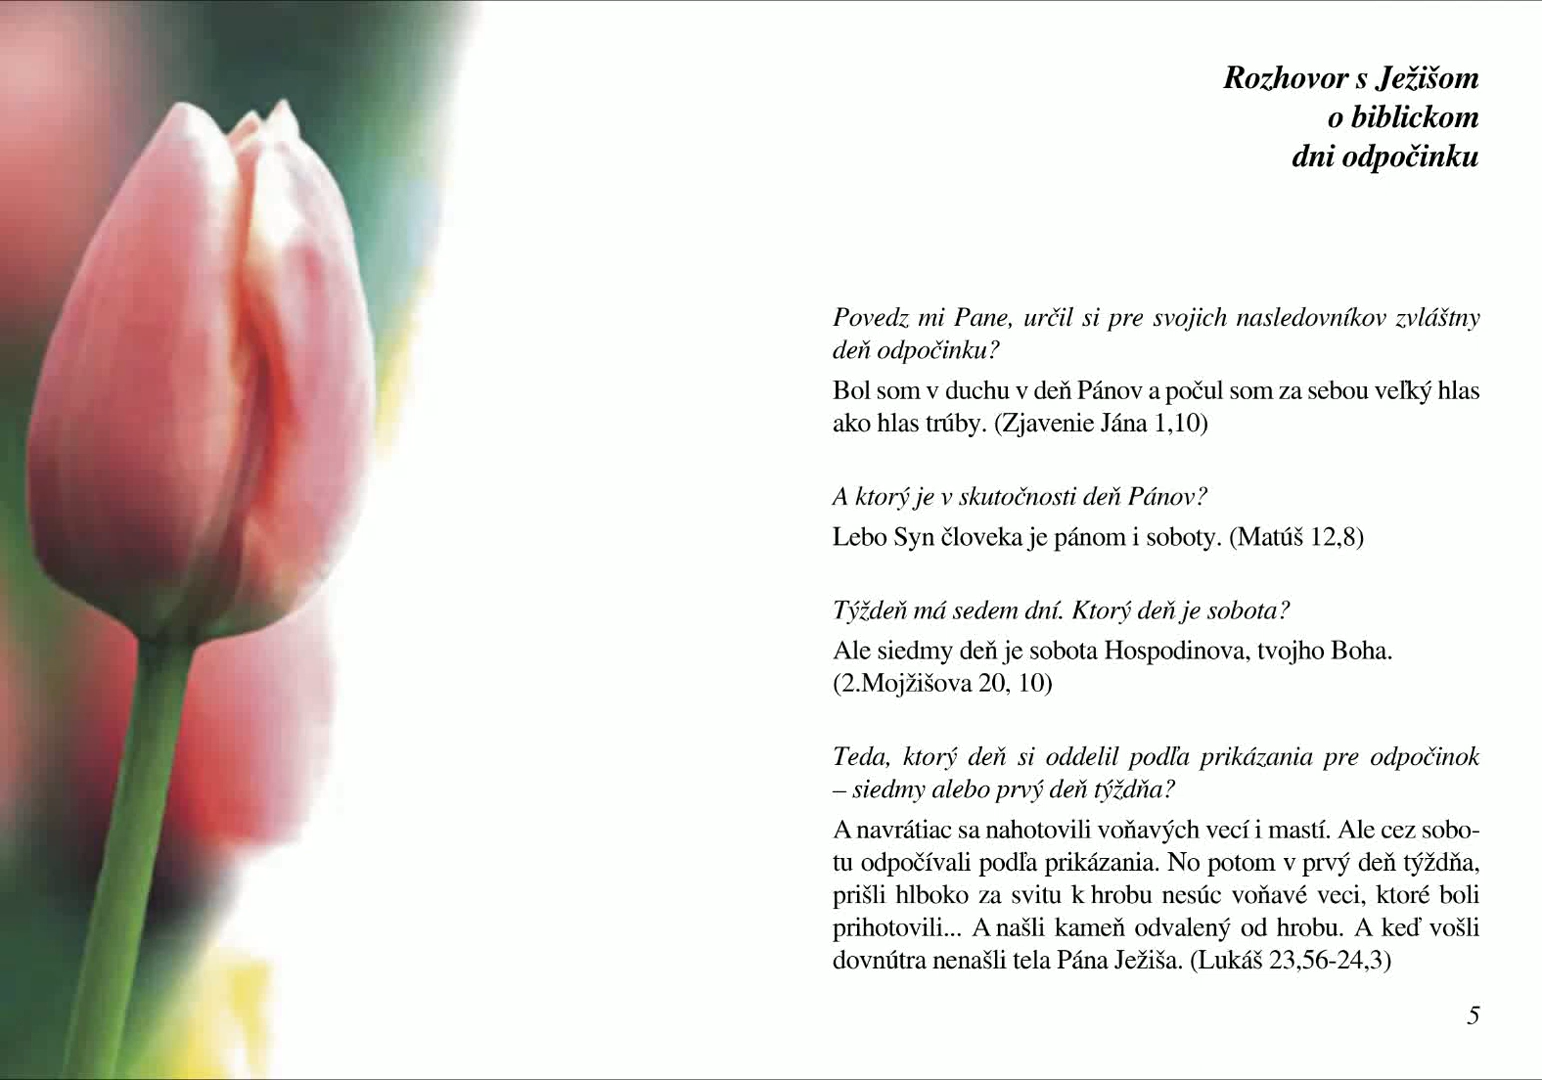 Rozhovor s Ježišom
o biblickom
dni odpočinku
Povedz mi Pane, určil si pre svojich nasledovníkov zvláštny
deň odpočinku?
Bol som v duchu v deň Pánov a počul som za sebou veľký hlas
ako hlas trúby. (Zjavenie Jána 1,10)
A ktorý je v skutočnosti deň Pánov?
Lebo Syn človeka je pánom i soboty. (Matúš 12,8)
Týždeň má sedem dní. Ktorý deň je sobota?
Ale siedmy deň je sobota Hospodinova, tvojho Boha.
(2.Mojžišova 20, 10)
Teda, ktorý deň si oddelil podľa prikázania pre odpočinok
– siedmy alebo prvý deň týždňa?
A navrátiac sa nahotovili voňavých vecí i mastí. Ale cez sobo-
tu odpočívali podľa prikázania. No potom v prvý deň týždňa,
prišli hlboko za svitu k hrobu nesúc voňavé veci, ktoré boli
prihotovili... A našli kameň odvalený od hrobu. A keď vošli
dovnútra nenašli tela Pána Ježiša. (Lukáš 23,56-24,3)
5